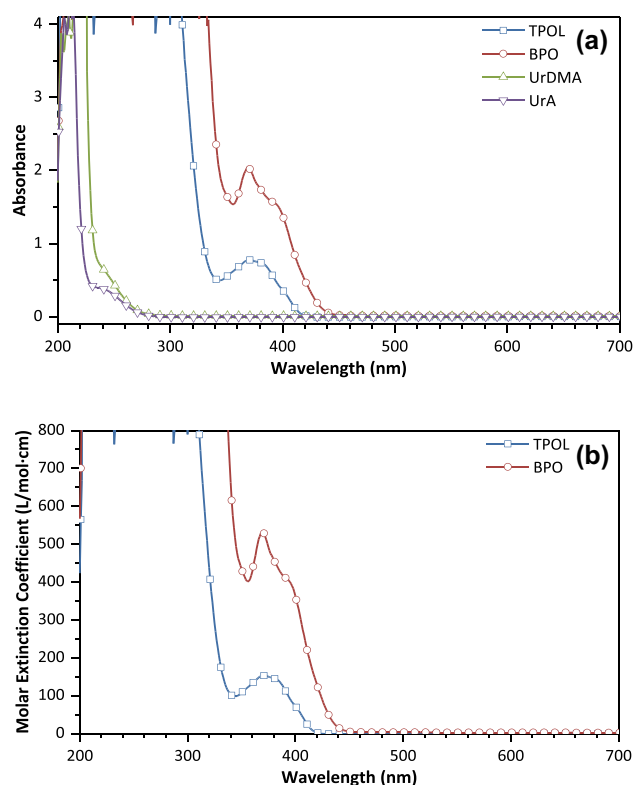 (a)
TPOL
BPO
UrDMA
UrA
Absorbance
4
3
2
1
0
200 300 400 500 600 700
Wavelength (nm)
(b)
TPOL
BPO
Molar Extinction Coefficient (L/mol·cm)
800
700
600
500
400
300
200
100
0
200 300 400 500 600 700
Wavelength (nm)